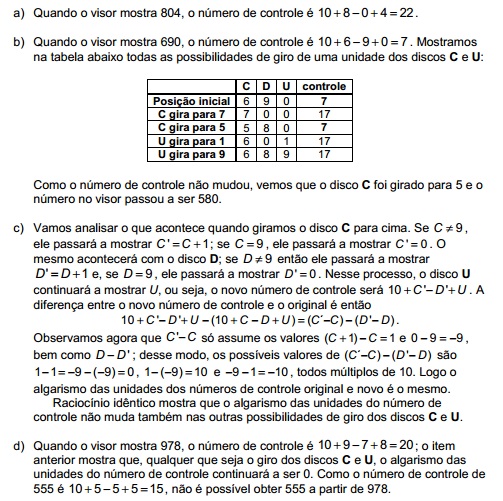 a) Quando o visor mostra 804, o número de controle é 10+8−0+4=22.
b) Quando o visor mostra 690, o número de controle é 10+6−9+0=7. Mostramos
na tabela abaixo todas as possibilidades de giro de uma unidade dos discos C e U:
C D U controle
Posição inicial 6 9 0 7
C gira para 7 7 0 0 17
C gira para 5 5 8 0 7
U gira para 1 6 0 1 17
U gira para 9 6 8 9 17
Como o número de controle não mudou, vemos que o disco C foi girado para 5 e o
número no visor passou a ser 580.
c) Vamos analisar o que acontece quando giramos o disco C para cima. Se C ≠ 9,
ele passará a mostrar C'=C+1; se C=9, ele passará a mostrar C'=0. O
mesmo acontecerá com o disco D; se D≠9 então ele passará a mostrar
D'=D+1 e, se D=9, ele passará a mostrar D'=0. Nesse processo, o disco U
continuará a mostrar U, ou seja, o novo número de controle será 10+C'−D'+U. A
diferença entre o novo número de controle e o original é então
10+C'−D'+U−(10+C−D+U)=(C´−C)−(D'−D).
Observamos agora que C'−C só assume os valores (C+1)−C=1 e 0−9=−9,
bem como D−D'; desse modo, os possíveis valores de (C´−C)−(D'−D) são
1−1=−9−(−9)=0, 1−(−9)=10 e −9−1=−10, todos múltiplos de 10. Logo o
algarismo das unidades dos números de controle original e novo é o mesmo.
Raciocínio idêntico mostra que o algarismo das unidades do número de
controle não muda também nas outras possibilidades de giro dos discos C e U.
d) Quando o visor mostra 978, o número de controle é 10+9−7+8=20; o item
anterior mostra que, qualquer que seja o giro dos discos C e U, o algarismo das
unidades do número de controle continuará a ser 0. Como o número de controle de
555 é 10+5−5+5=15, não é possível obter 555 a partir de 978.